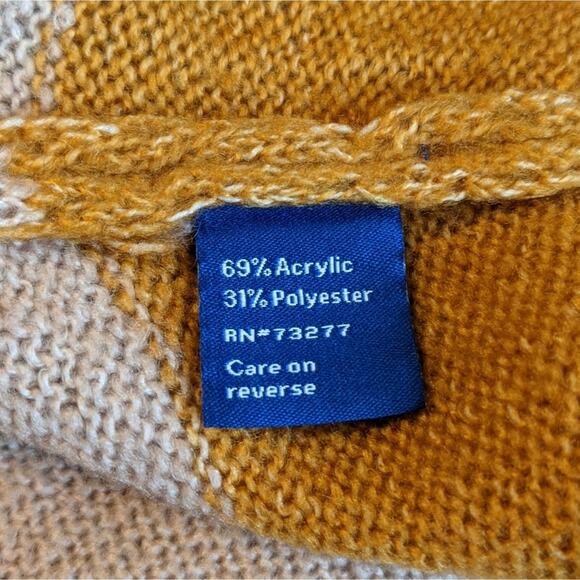 69% Acrylic
31% Polyester
RN#73277
Care on
reverse